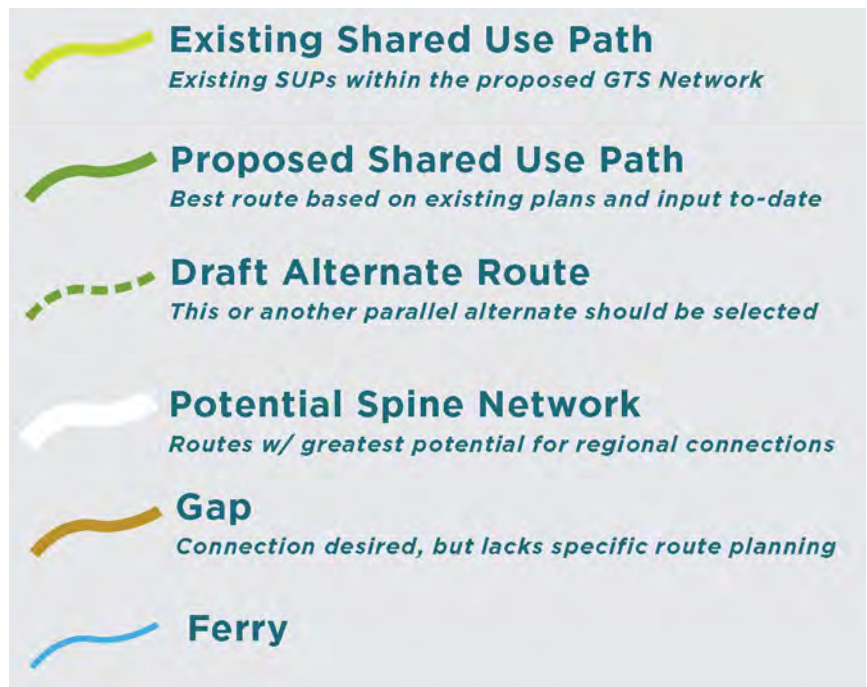 Existing Shared Use Path
Existing SUPs within the proposed GTS Network
Proposed Shared Use Path
Best route based on existing plans and input to-date
Draft Alternate Route
This or another parallel alternate should be selected
Potential Spine Network
Routes w/ greatest potential for regional connections
Gap
Connection desired, but lacks specific route planning
Ferry